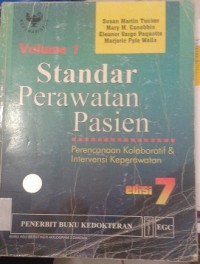 Susan Martin Tucker
Mary M. Canobbio
Eleanor Vargo Paquette
Marjorie Fyfe Wells
Volume 1
Standar
Perawatan
Pasien
Perencanaan Kolaboratif &
Intervensi Keperawatan
edisi 7
PENERBIT BUKU KEDOKTERAN
EGC